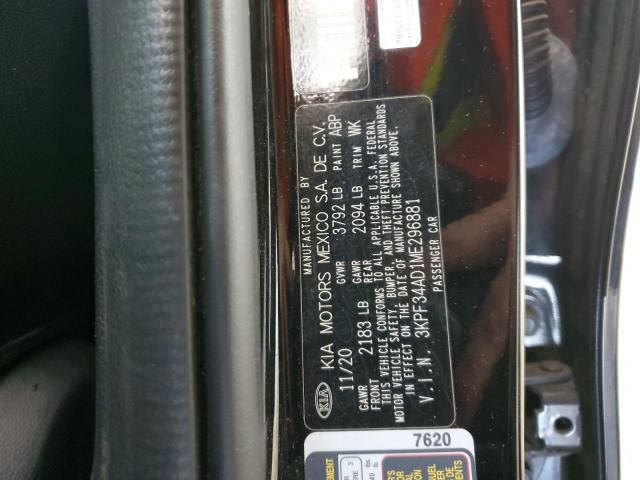 MANUFACTURED BY
KIA KIA MOTORS MEXICO S.A. DE C.V.
11/20 GVWR 3792 LB PAINT ABP
GAWR FRONT 2183 LB GAWR REAR 2094 LB TRIM WK
THIS VEHICLE CONFORMS TO ALL APPLICABLE U.S.A. FEDERAL
MOTOR VEHICLE SAFETY, BUMPER, AND THEFT PREVENTION STANDARDS
IN EFFECT ON THE DATE OF MANUFACTURE SHOWN ABOVE.
V.I.N. 3KPF34AD1ME296881
PASSENGER CAR
7620